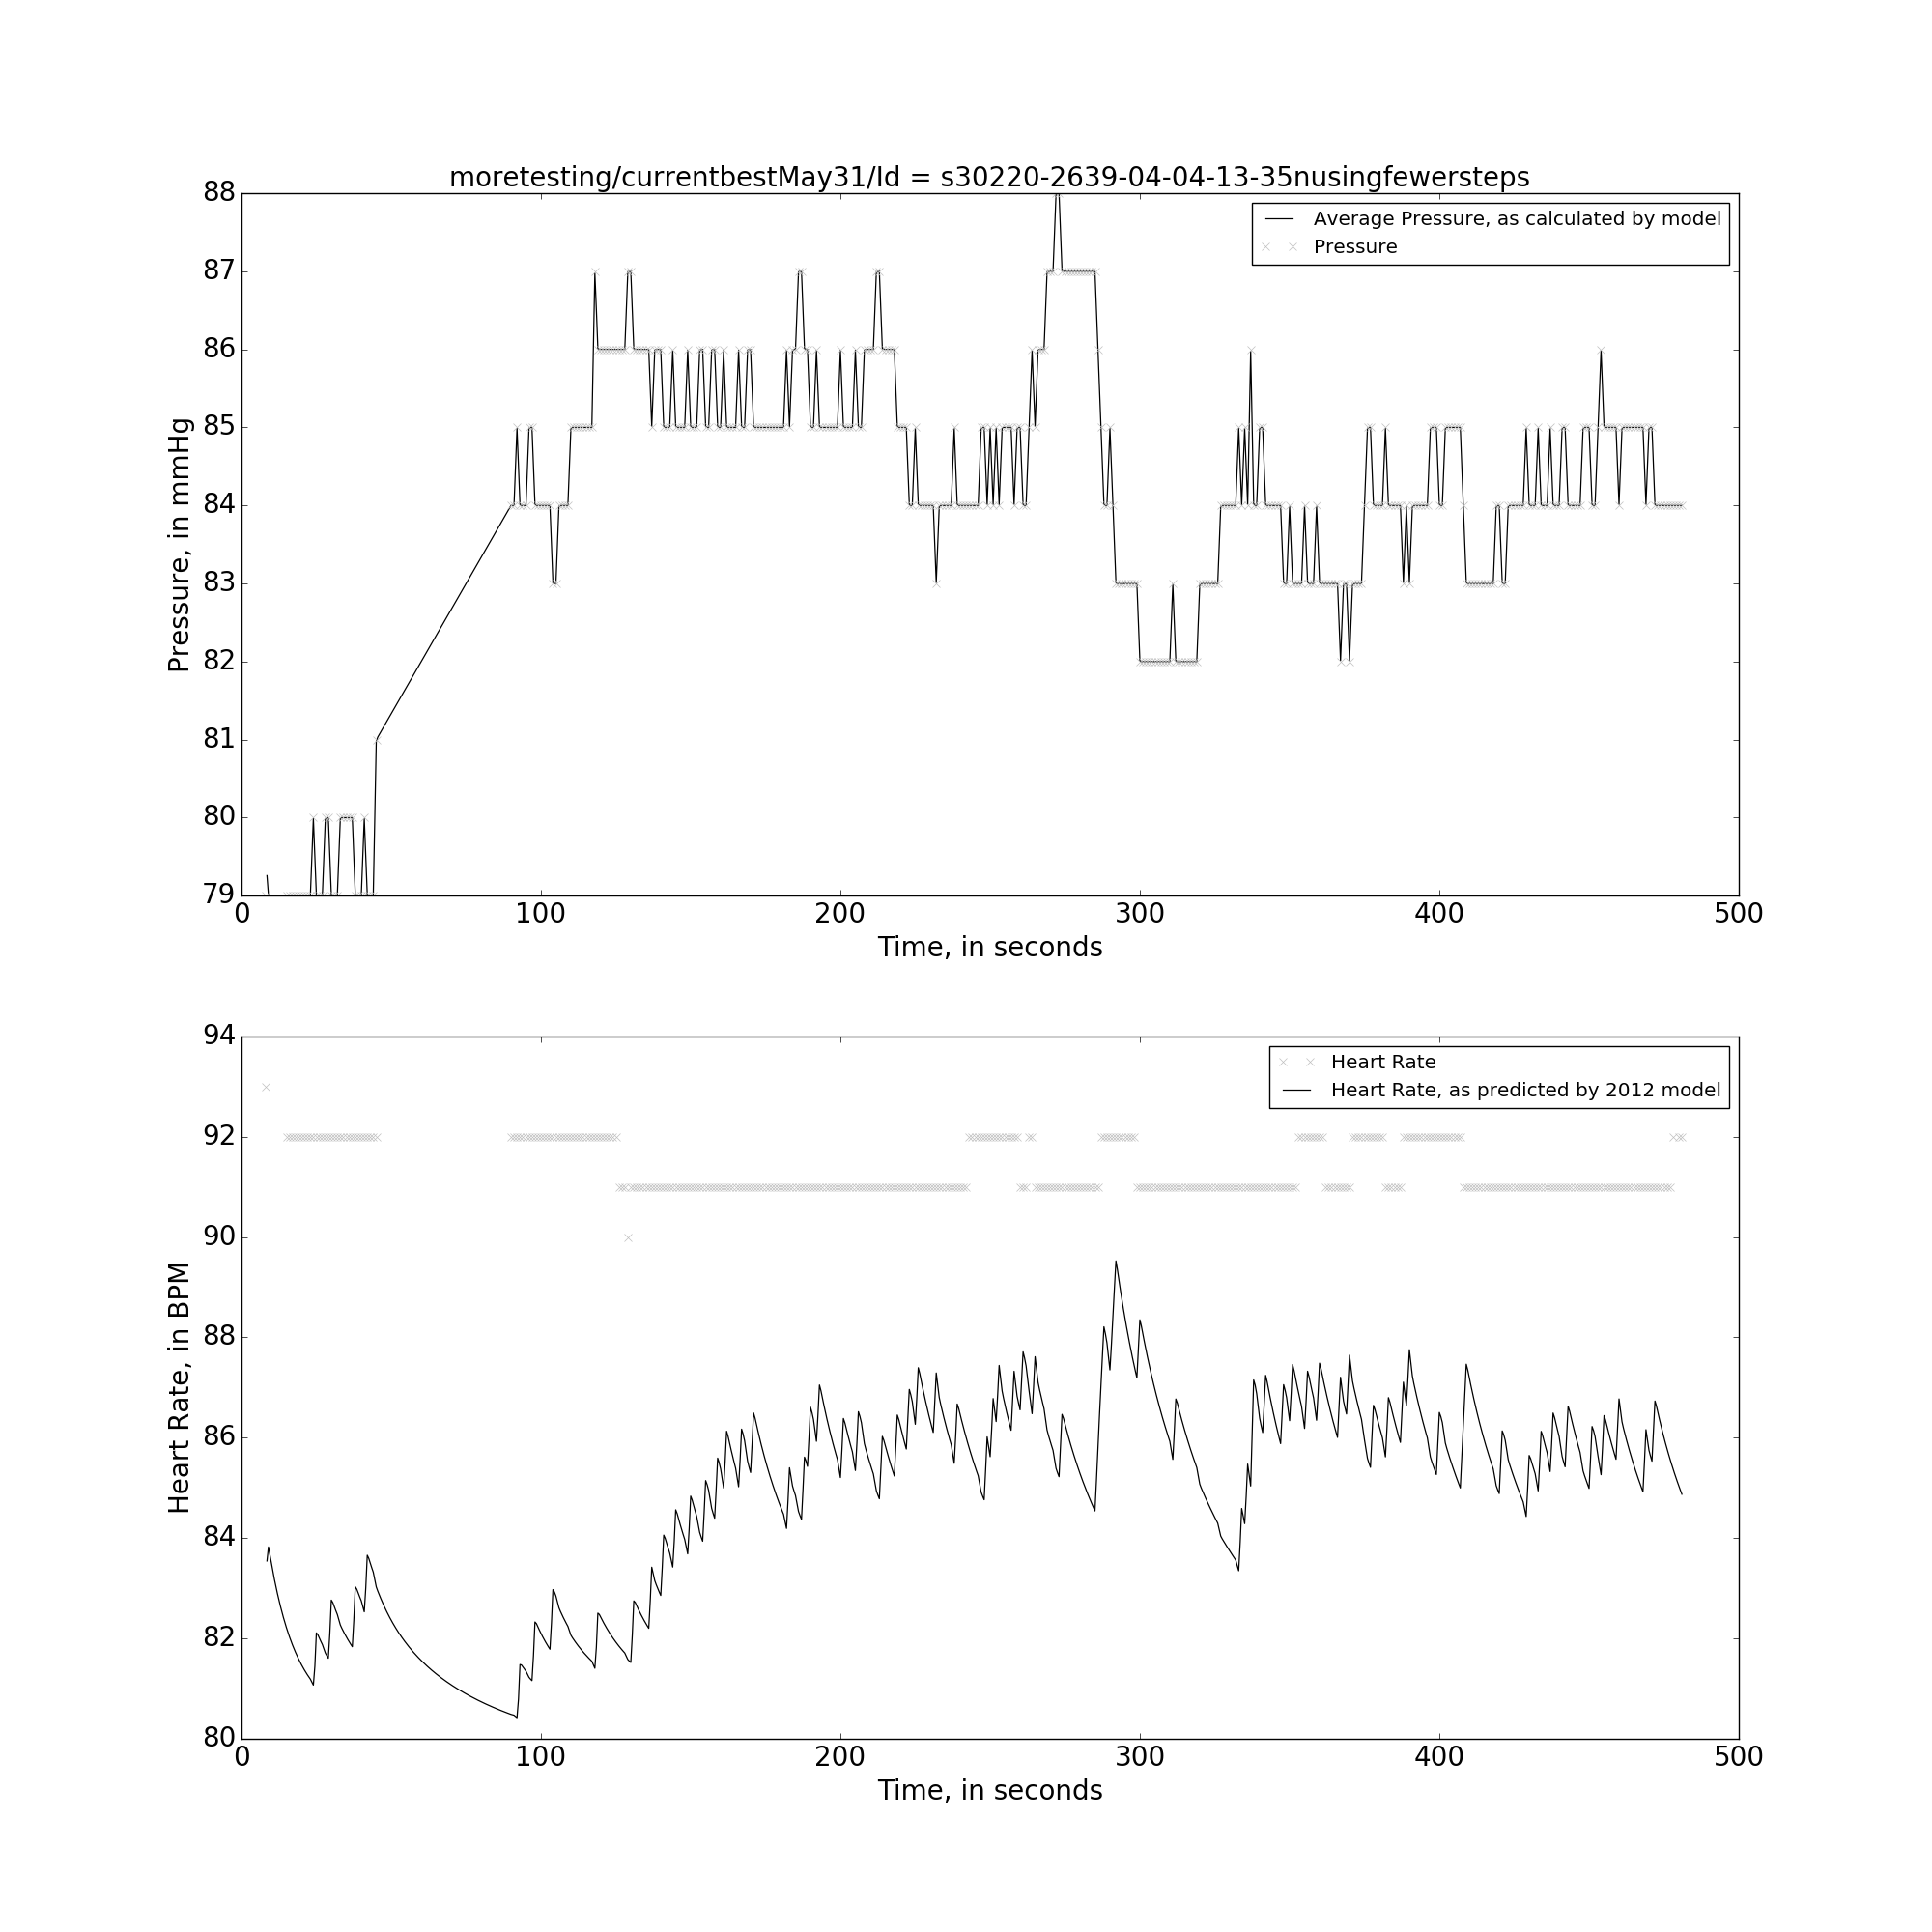 moretesting/currentbestMay31/Id = s30220-2639-04-04-13-35nusingfewersteps
88
87
86
85
84
83
82
81
80
79
Pressure, in mmHg
Average Pressure, as calculated by model
Pressure
0 100 200 300 400 500
Time, in seconds
94
92
90
88
86
84
82
80
Heart Rate, in BPM
Heart Rate
Heart Rate, as predicted by 2012 model
0 100 200 300 400 500
Time, in seconds